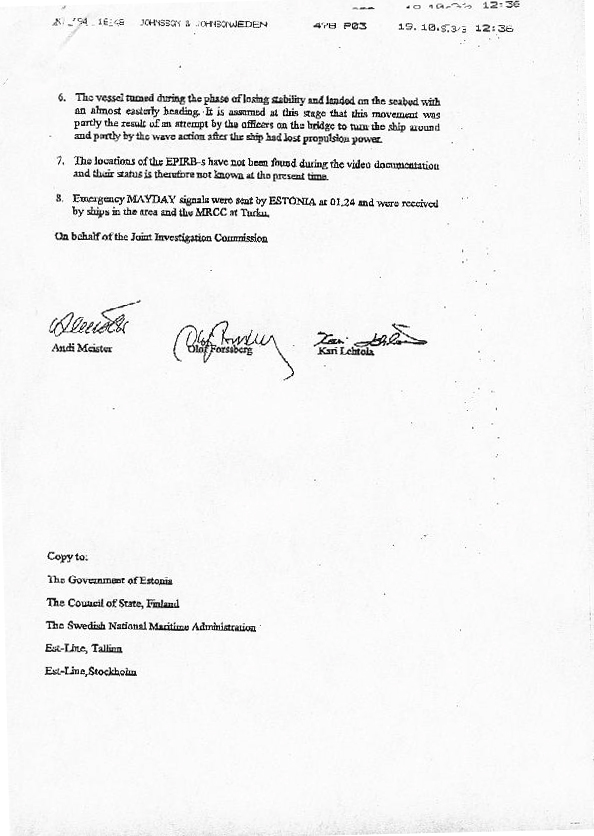 12:36
JOHNSSON & JOHNSONWEDEN 478 P03 19.10. 12:36
6. The vessel turned during the phase of losing stability and landed on the seabed with
an almost easterly heading. It is assumed at this stage that this movement was
partly the result of an attempt by the officers on the bridge to turn the ship around
and partly by the wave action after the ship had lost propulsion power.
7. The locations of the EPIRB-s have not been found during the video documentation
and their status is therefore not known at the present time.
8. Emergency MAYDAY signals were sent by ESTONIA at 01.24 and were received
by ships in the area and the MRCC at Turku.
On behalf of the Joint Investigation Commission
Andi Meister Olof Forssberg Kari Lehtola
Copy to:
The Government of Estonia
The Council of State, Finland
The Swedish National Maritime Administration
Est-Line, Tallinn
Est-Line,Stockholm